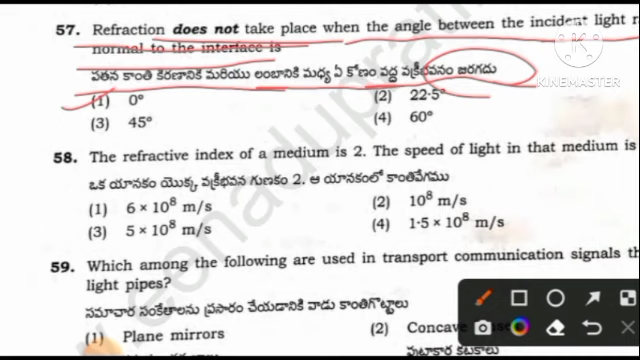 57. Refraction does not take place when the angle between the incident light r
normal to the interface is
పతన కాంతి కిరణానికి మరియు లంబానికి మధ్య ఏ కోణం వద్ద వక్రీభవనం జరగదు
(1) 0° (2) 22·5°
(3) 45° (4) 60°
58. The refractive index of a medium is 2. The speed of light in that medium is
ఒక యానకం యొక్క వక్రీభవన గుణకం 2. ఆ యానకంలో కాంతివేగము
(1) 6 × 10⁸ m/s (2) 10⁸ m/s
(3) 5 × 10⁸ m/s (4) 1·5 × 10⁸ m/s
59. Which among the following are used in transport communication signals th
light pipes?
సమాచార సంకేతాలను ప్రసారం చేయడానికి వాడు కాంతిగొట్టాలు
(1) Plane mirrors (2) Concave
పుటాకార కటకాలు
KINEMASTER
eenaduprati